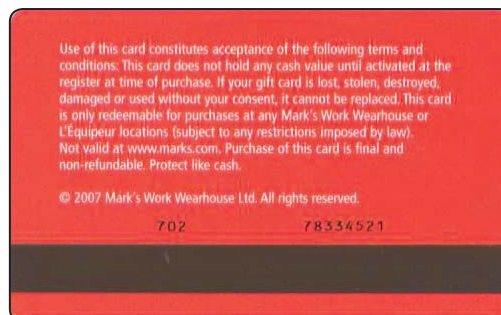 Use of this card constitutes acceptance of the following terms and
conditions: This card does not hold any cash value until activated at the
register at time of purchase. If your gift card is lost, stolen, destroyed,
damaged or used without your consent, it cannot be replaced. This card
is only redeemable for purchases at any Mark's Work Wearhouse or
L'Équipeur locations (subject to any restrictions imposed by law).
Not valid at www.marks.com. Purchase of this card is final and
non-refundable. Protect like cash.
© 2007 Mark's Work Wearhouse Ltd. All rights reserved.
702 78334521